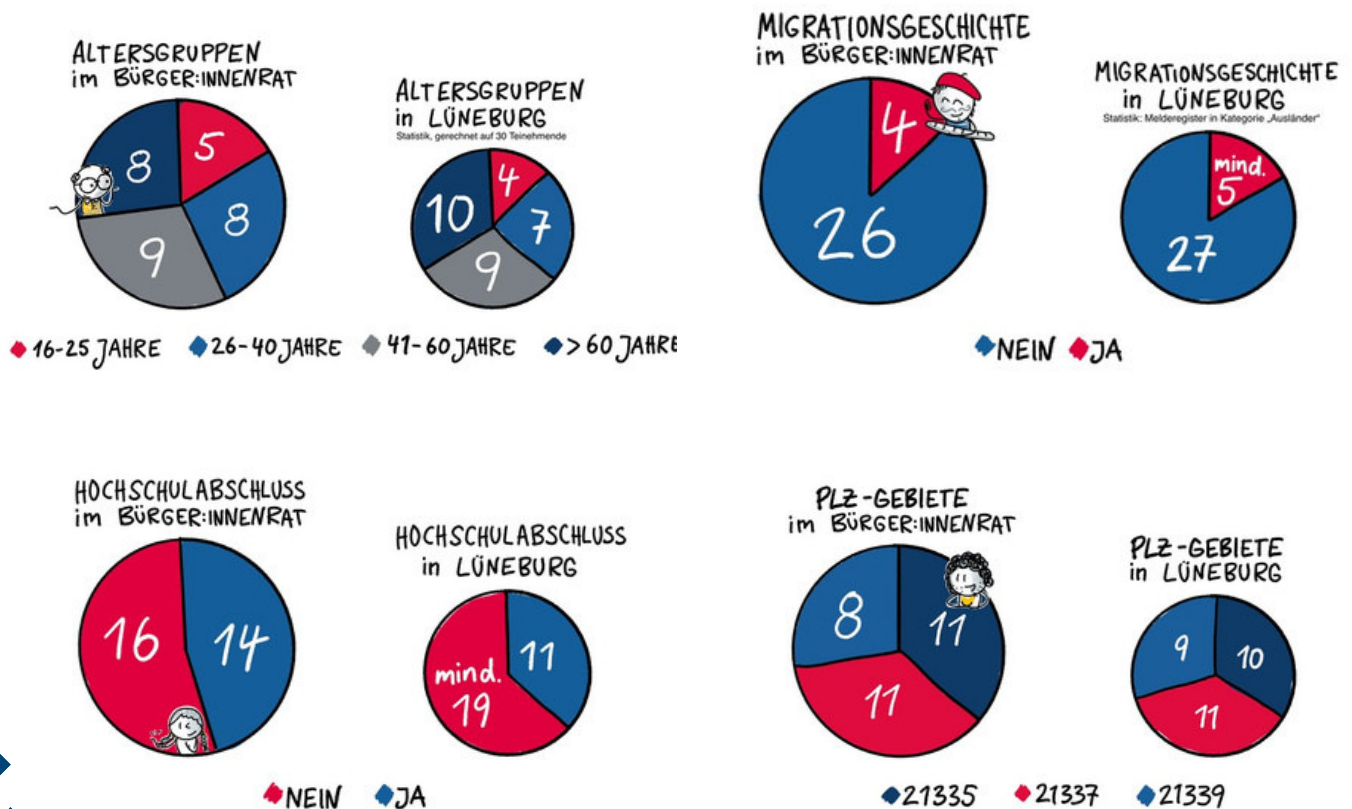 ALTERSGRUPPEN
im BÜRGER:INNENRAT
5
8
9
8
ALTERSGRUPPEN
in LÜNEBURG
Statistik, gerechnet auf 30 Teinehmende
4
7
9
10
16-25 JAHRE 26-40 JAHRE 41-60 JAHRE > 60 JAHRE
MIGRATIONSGESCHICHTE
im BÜRGER:INNENRAT
4
26
MIGRATIONSGESCHICHTE
in LÜNEBURG
Statistik: Melderegister in Kategorie „Ausländer"
mind.
5
27
NEIN JA
HOCHSCHULABSCHLUSS
im BÜRGER:INNENRAT
16 14
HOCHSCHULABSCHLUSS
in LÜNEBURG
11
mind.
19
NEIN JA
PLZ-GEBIETE
im BÜRGER:INNENRAT
8 11
11
PLZ-GEBIETE
in LÜNEBURG
9 10
11
21335 21337 21339